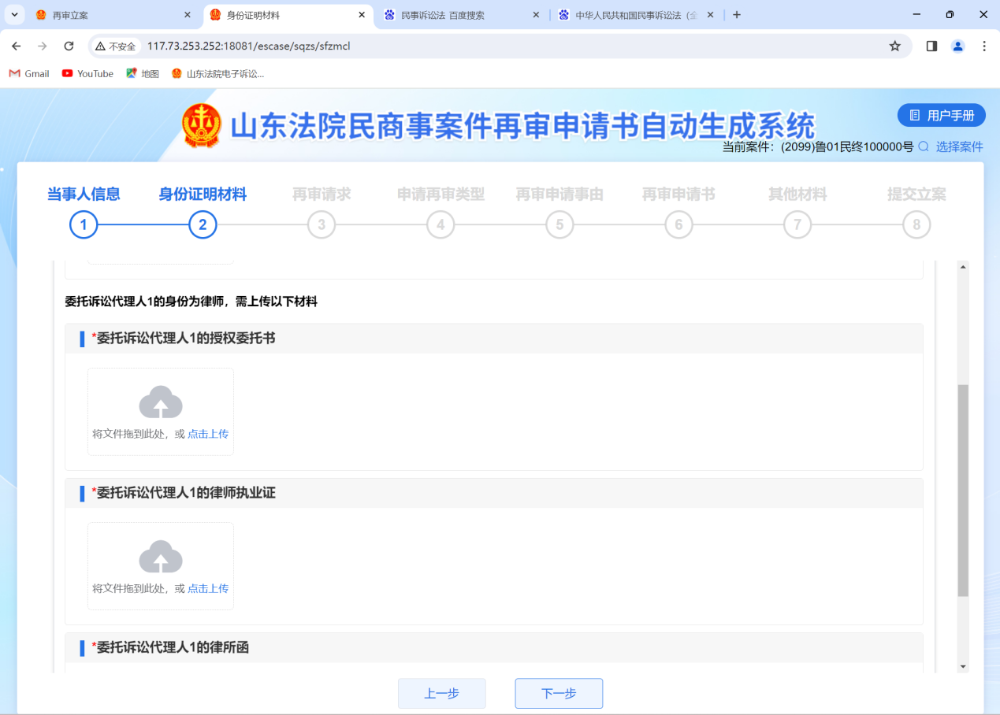 再审立案
身份证明材料
民事诉讼法_百度搜索
中华人民共和国民事诉讼法（全
不安全
117.73.253.252:18081/escase/sqzs/sfzmcl
Gmail
YouTube
地图
山东法院电子诉讼...
山东法院民商事案件再审申请书自动生成系统
用户手册
当前案件：(2099)鲁01民终100000号 选择案件
当事人信息 身份证明材料 再审请求 申请再审类型 再审申请事由 再审申请书 其他材料 提交立案
1 2 3 4 5 6 7 8
委托诉讼代理人1的身份为律师，需上传以下材料
*委托诉讼代理人1的授权委托书
将文件拖到此处，或 点击上传
*委托诉讼代理人1的律师执业证
将文件拖到此处，或 点击上传
*委托诉讼代理人1的律所函
上一步 下一步